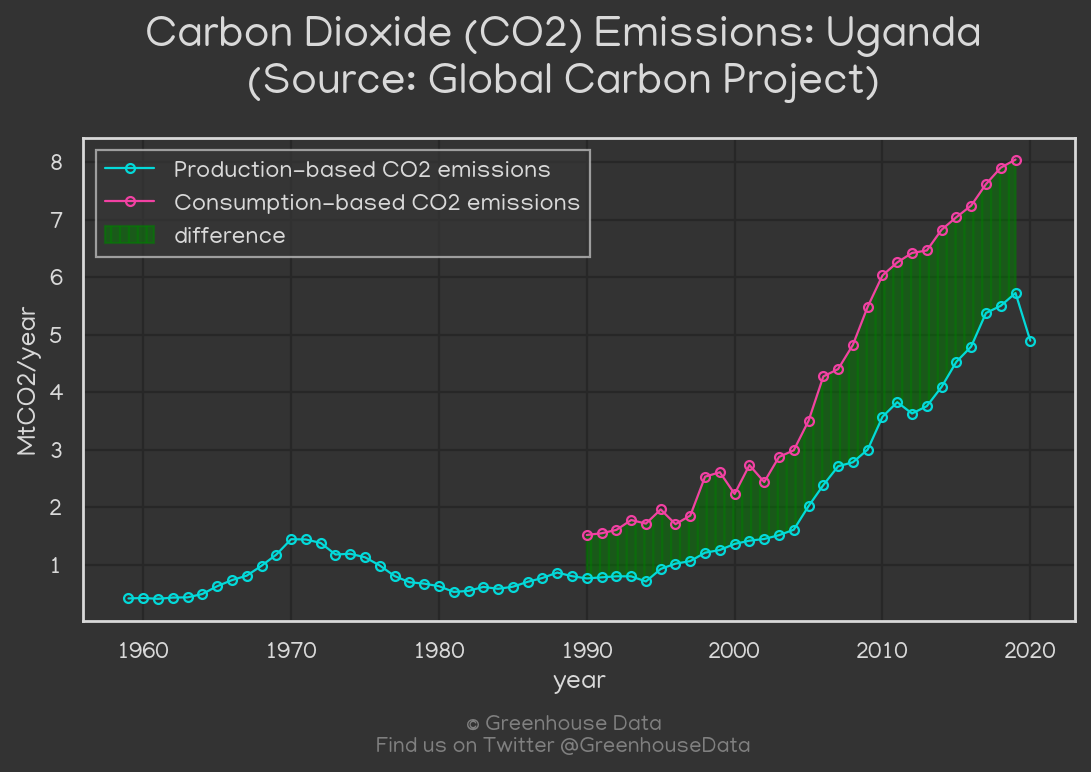 Carbon Dioxide (CO2) Emissions: Uganda
(Source: Global Carbon Project)
Production-based CO2 emissions
Consumption-based CO2 emissions
difference
8
7
6
5
4
3
2
1
MtCO2/year
1960 1970 1980 1990 2000 2010 2020
year
© Greenhouse Data
Find us on Twitter @GreenhouseData